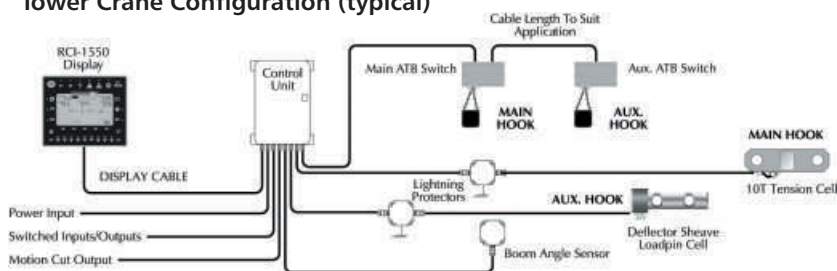 Tower Crane Configuration (typical)
RCI-1550
Display
Control
Unit
Cable Length To Suit
Application
Main ATB Switch
Aux. ATB Switch
MAIN
HOOK
AUX.
HOOK
MAIN HOOK
DISPLAY CABLE
Lightning
Protectors
10T Tension Cell
AUX. HOOK
Power Input
Switched Inputs/Outputs
Motion Cut Output
Deflector Sheave
Loadpin Cell
Boom Angle Sensor